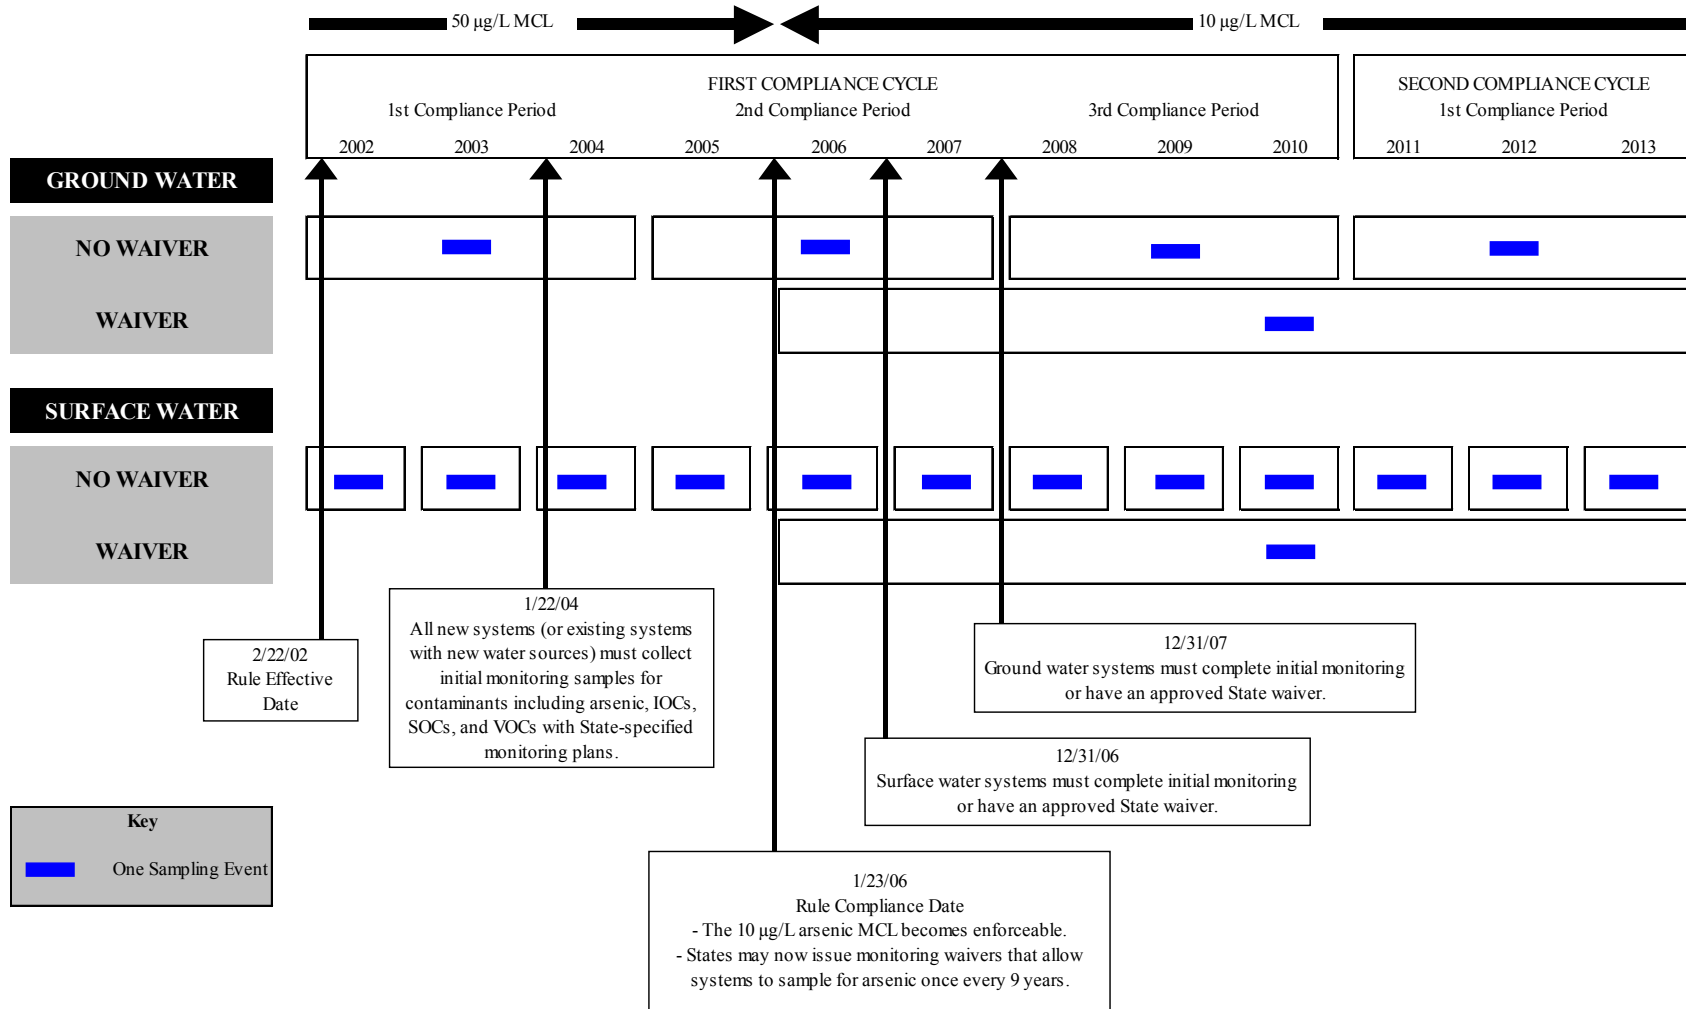 50 µg/L MCL
10 µg/L MCL
FIRST COMPLIANCE CYCLE
SECOND COMPLIANCE CYCLE
1st Compliance Period
2nd Compliance Period
3rd Compliance Period
1st Compliance Period
2002 2003 2004 2005 2006 2007 2008 2009 2010 2011 2012 2013
GROUND WATER
NO WAIVER
WAIVER
SURFACE WATER
NO WAIVER
WAIVER
2/22/02
Rule Effective
Date
1/22/04
All new systems (or existing systems
with new water sources) must collect
initial monitoring samples for
contaminants including arsenic, IOCs,
SOCs, and VOCs with State-specified
monitoring plans.
12/31/07
Ground water systems must complete initial monitoring
or have an approved State waiver.
12/31/06
Surface water systems must complete initial monitoring
or have an approved State waiver.
1/23/06
Rule Compliance Date
- The 10 µg/L arsenic MCL becomes enforceable.
- States may now issue monitoring waivers that allow
systems to sample for arsenic once every 9 years.
Key
One Sampling Event